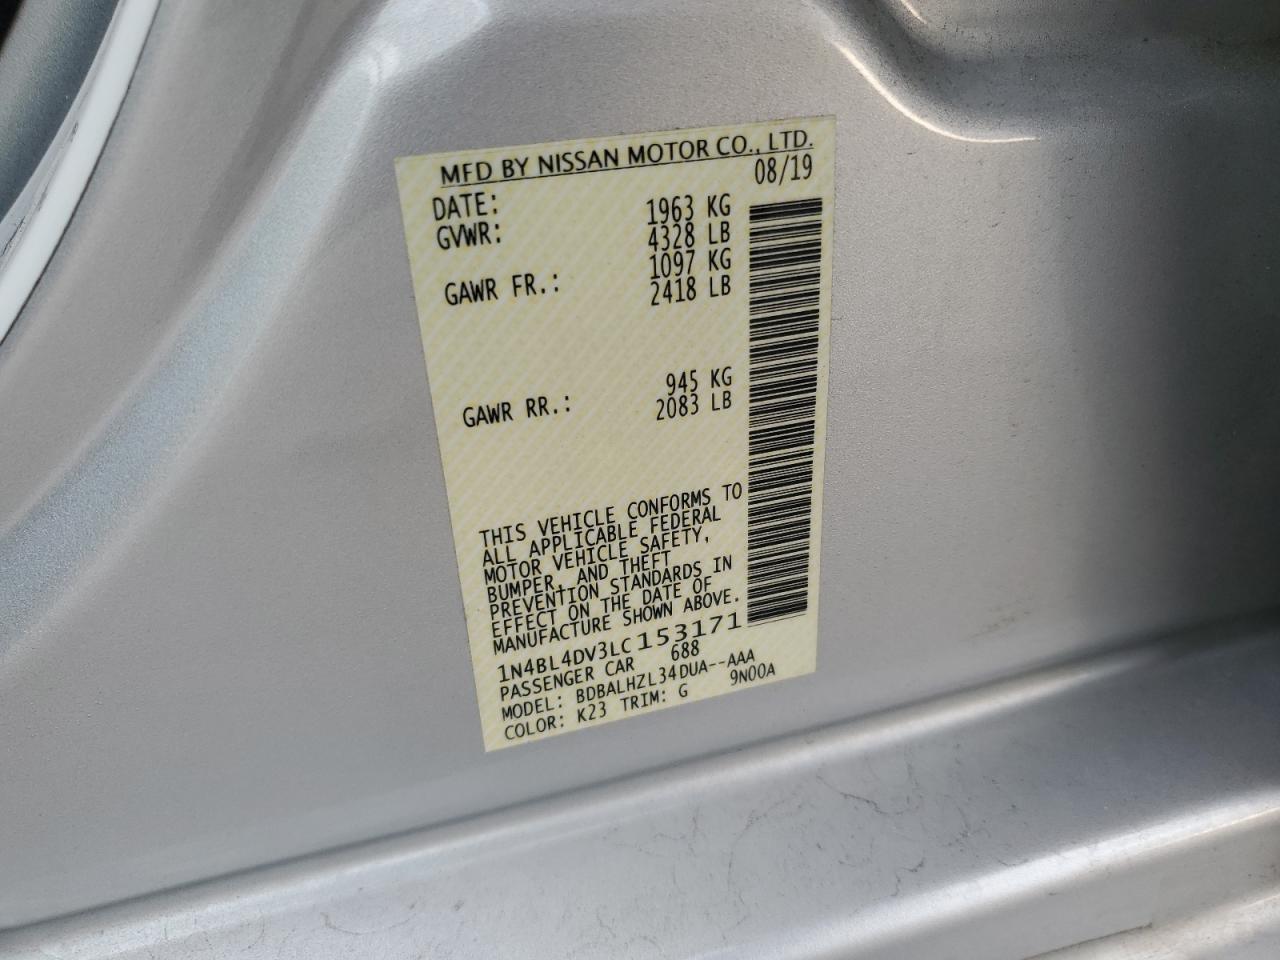 MFD BY NISSAN MOTOR CO., LTD.
DATE: 08/19
GVWR: 1963 KG
4328 LB
GAWR FR.: 1097 KG
2418 LB
GAWR RR.: 945 KG
2083 LB
THIS VEHICLE CONFORMS TO
ALL APPLICABLE FEDERAL
MOTOR VEHICLE SAFETY,
BUMPER, AND THEFT
PREVENTION STANDARDS IN
EFFECT ON THE DATE OF
MANUFACTURE SHOWN ABOVE.
1N4BL4DV3LC153171
PASSENGER CAR 688
MODEL: BDBALHZL34DUA--AAA
COLOR: K23 TRIM: G 9N00A